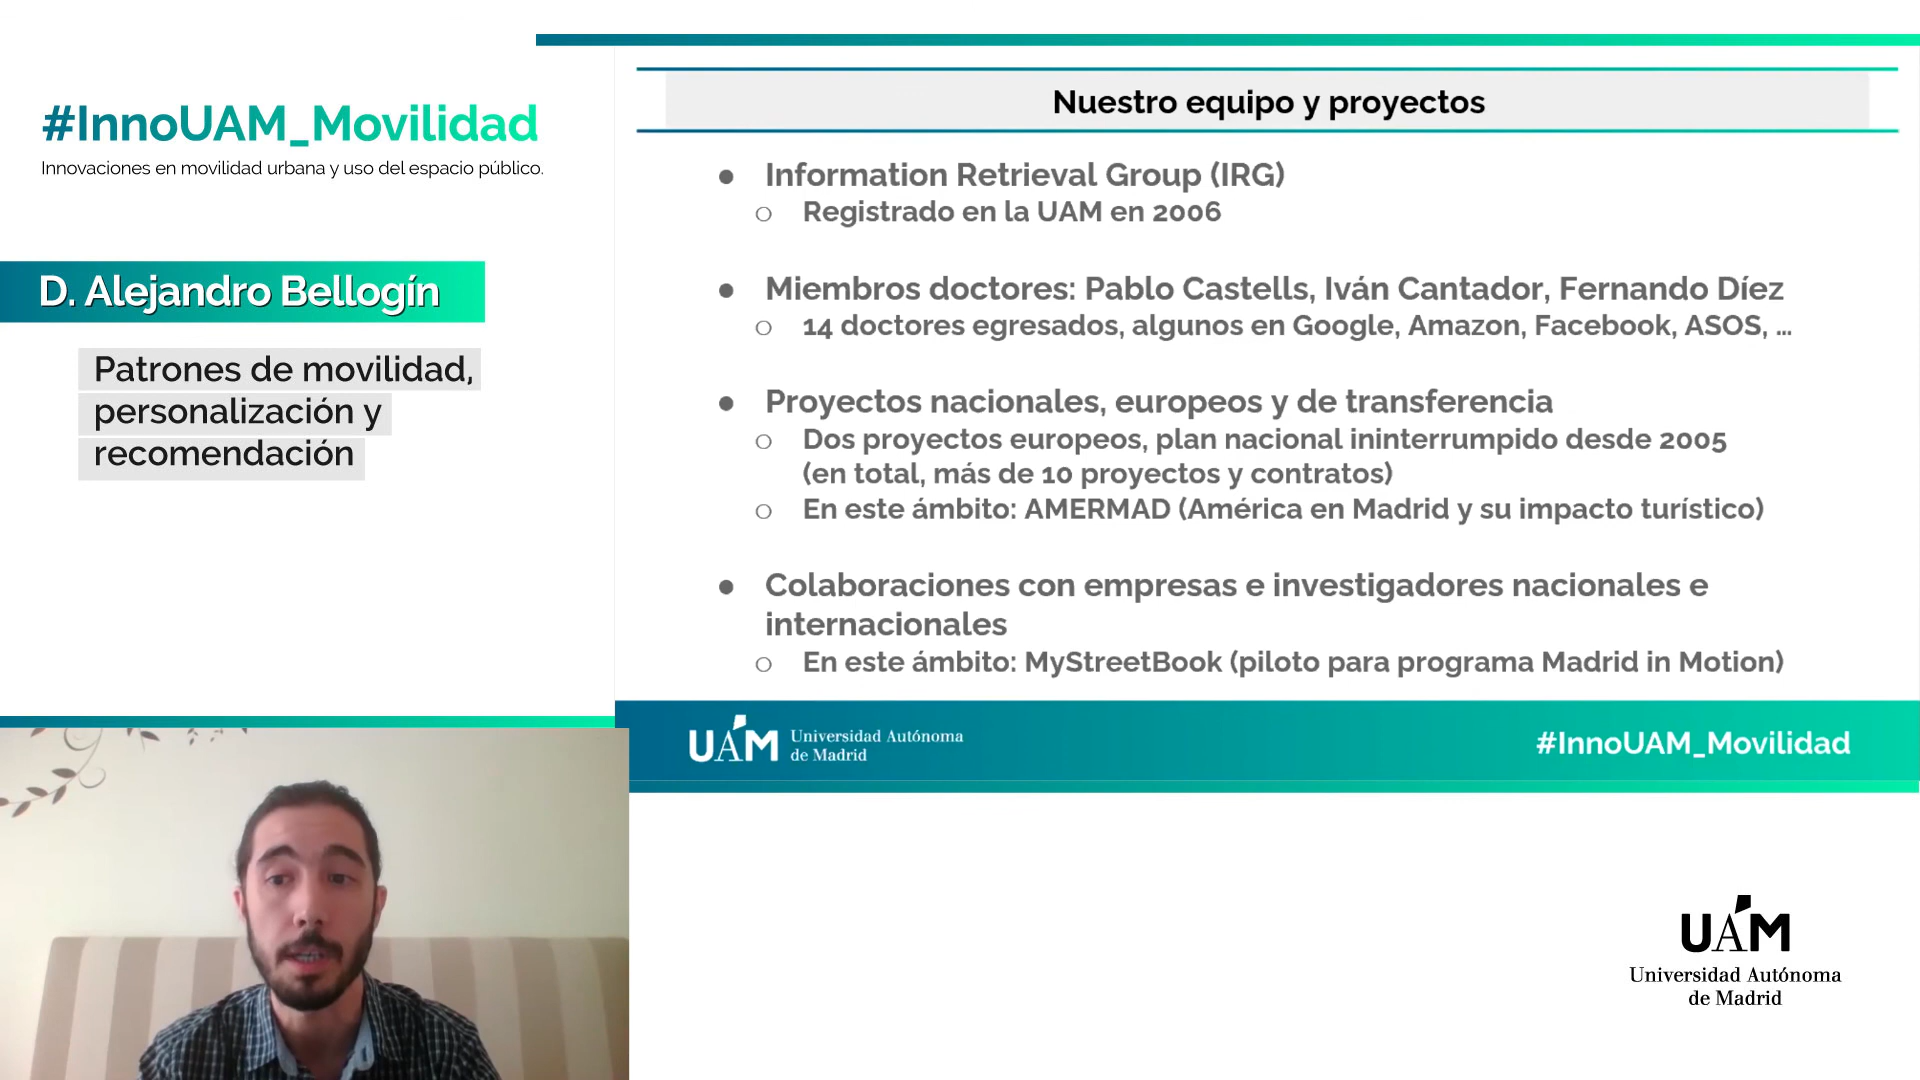 #InnoUAM_Movilidad
Innovaciones en movilidad urbana y uso del espacio público.
D. Alejandro Bellogín
Patrones de movilidad,
personalización y
recomendación
Nuestro equipo y proyectos
● Information Retrieval Group (IRG)
○ Registrado en la UAM en 2006
● Miembros doctores: Pablo Castells, Iván Cantador, Fernando Díez
○ 14 doctores egresados, algunos en Google, Amazon, Facebook, ASOS, ...
● Proyectos nacionales, europeos y de transferencia
○ Dos proyectos europeos, plan nacional ininterrumpido desde 2005
(en total, más de 10 proyectos y contratos)
○ En este ámbito: AMERMAD (América en Madrid y su impacto turístico)
● Colaboraciones con empresas e investigadores nacionales e
internacionales
○ En este ámbito: MyStreetBook (piloto para programa Madrid in Motion)
UAM Universidad Autónoma
de Madrid
#InnoUAM_Movilidad
UAM
Universidad Autónoma
de Madrid